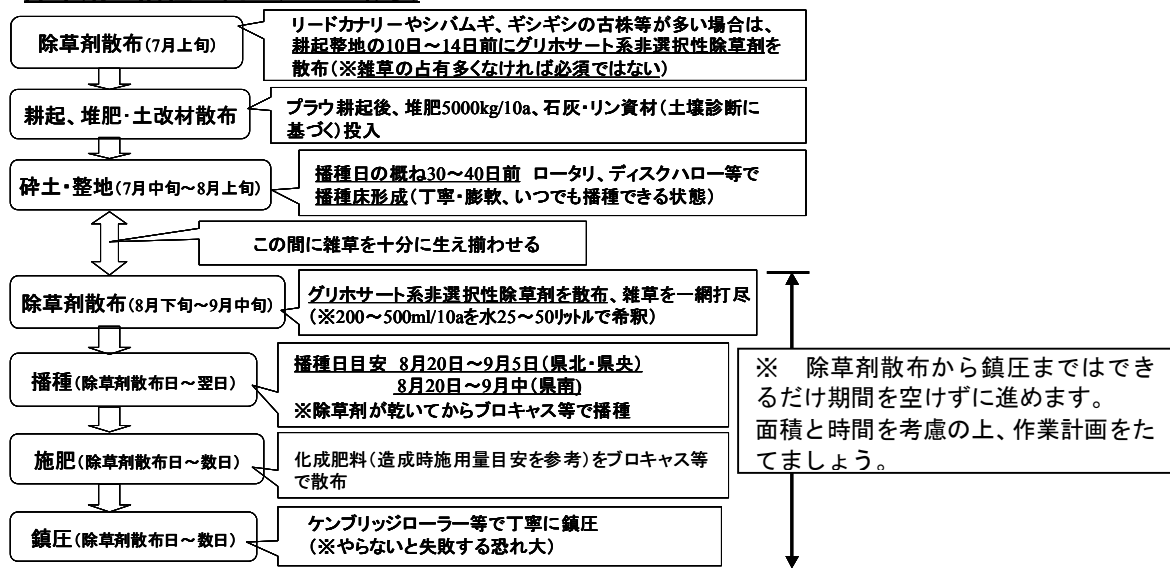 除草剤散布(7月上旬)
リードカナリーやシバムギ、ギシギシの古株等が多い場合は、
耕起整地の10日～14日前にグリホサート系非選択性除草剤を
散布(※雑草の占有多くなければ必須ではない)
耕起、堆肥・土改材散布
プラウ耕起後、堆肥5000kg/10a、石灰・リン資材(土壌診断に
基づく)投入
砕土・整地(7月中旬～8月上旬)
播種日の概ね30～40日前 ロータリ、ディスクハロー等で
播種床形成(丁寧・膨軟、いつでも播種できる状態)
この間に雑草を十分に生え揃わせる
除草剤散布(8月下旬～9月中旬)
グリホサート系非選択性除草剤を散布、雑草を一網打尽
(※200～500ml/10aを水25～50リットルで希釈)
播種(除草剤散布日～翌日)
播種日目安 8月20日～9月5日(県北・県央)
8月20日～9月中(県南)
※除草剤が乾いてからブロキャス等で播種
施肥(除草剤散布日～数日)
化成肥料(造成時施用量目安を参考)をブロキャス等
で散布
鎮圧(除草剤散布日～数日)
ケンブリッジローラー等で丁寧に鎮圧
(※やらないと失敗する恐れ大)
※ 除草剤散布から鎮圧まではでき
るだけ期間を空けずに進めます。
面積と時間を考慮の上、作業計画をた
てましょう。